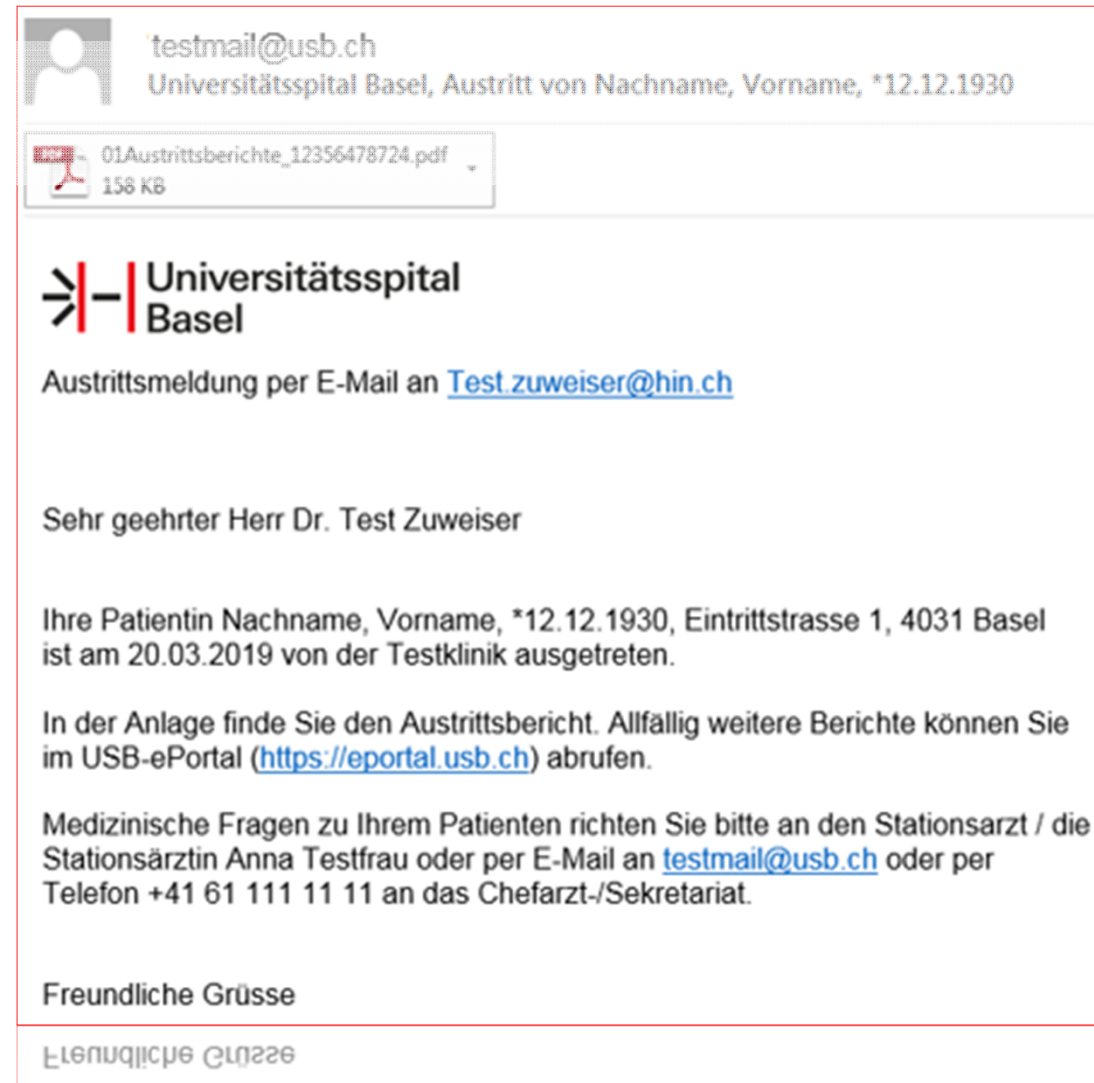 testmail@usb.ch
Universitätsspital Basel, Austritt von Nachname, Vorname, *12.12.1930
PDF
01Austrittsberichte_12356478724.pdf
158 KB
Universitätsspital
Basel
Austrittsmeldung per E-Mail an Test.zuweiser@hin.ch
Sehr geehrter Herr Dr. Test Zuweiser
Ihre Patientin Nachname, Vorname, *12.12.1930, Eintrittstrasse 1, 4031 Basel
ist am 20.03.2019 von der Testklinik ausgetreten.
In der Anlage finde Sie den Austrittsbericht. Allfällig weitere Berichte können Sie
im USB-ePortal (https://eportal.usb.ch) abrufen.
Medizinische Fragen zu Ihrem Patienten richten Sie bitte an den Stationsarzt / die
Stationsärztin Anna Testfrau oder per E-Mail an testmail@usb.ch oder per
Telefon +41 61 111 11 11 an das Chefarzt-/Sekretariat.
Freundliche Grüsse
Freundliche Grüsse